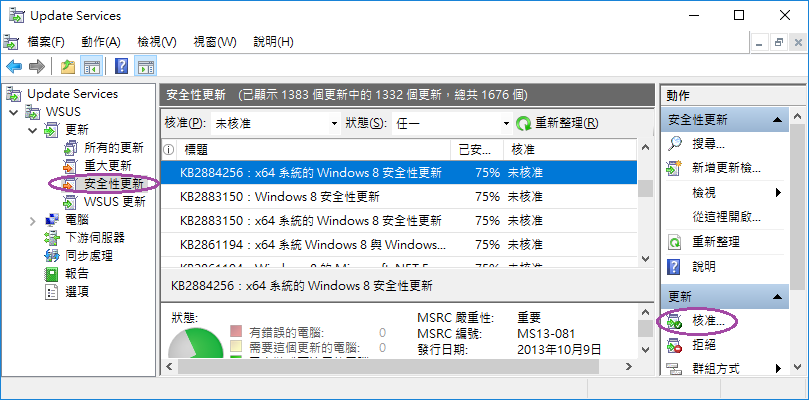 Update Services
檔案(F) 動作(A) 檢視(V) 視窗(W) 說明(H)
Update Services
WSUS
更新
所有的更新
重大更新
安全性更新
WSUS 更新
電腦
下游伺服器
同步處理
報告
選項
安全性更新 (已顯示 1383 個更新中的 1332 個更新，總共 1676 個)
核准(P): 未核准 狀態(S): 任一 重新整理(R)
標題 已安... 核准
KB2884256：x64 系統的 Windows 8 安全性更新 75% 未核准
KB2883150：Windows 8 安全性更新 75% 未核准
KB2883150：x64 系統的 Windows 8 安全性更新 75% 未核准
KB2861194：x64 系統 Windows 8 與 Windows... 75% 未核准
KB2861194：Windows 8 的 Microsoft .NET F... 75% 未核准
KB2884256：x64 系統的 Windows 8 安全性更新
狀態: MSRC 嚴重性: 重要
有錯誤的電腦: 0 MSRC 編號: MS13-081
需要這個更新的電腦: 0 發行日期: 2013年10月9日
動作
安全性更新
搜尋...
新增更新檢...
檢視
從這裡開啟...
重新整理
說明
更新
核准...
拒絕
群組方式